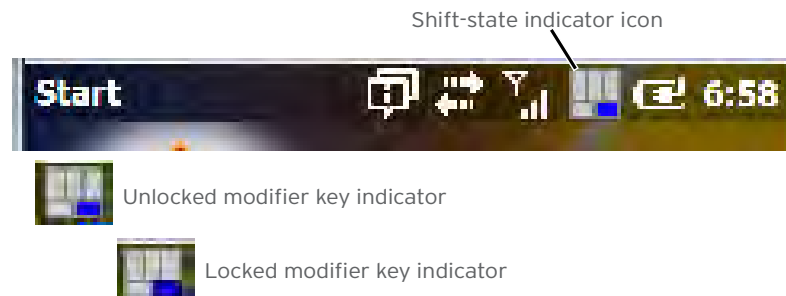 Shift-state indicator icon
Start 6:58
Unlocked modifier key indicator
Locked modifier key indicator